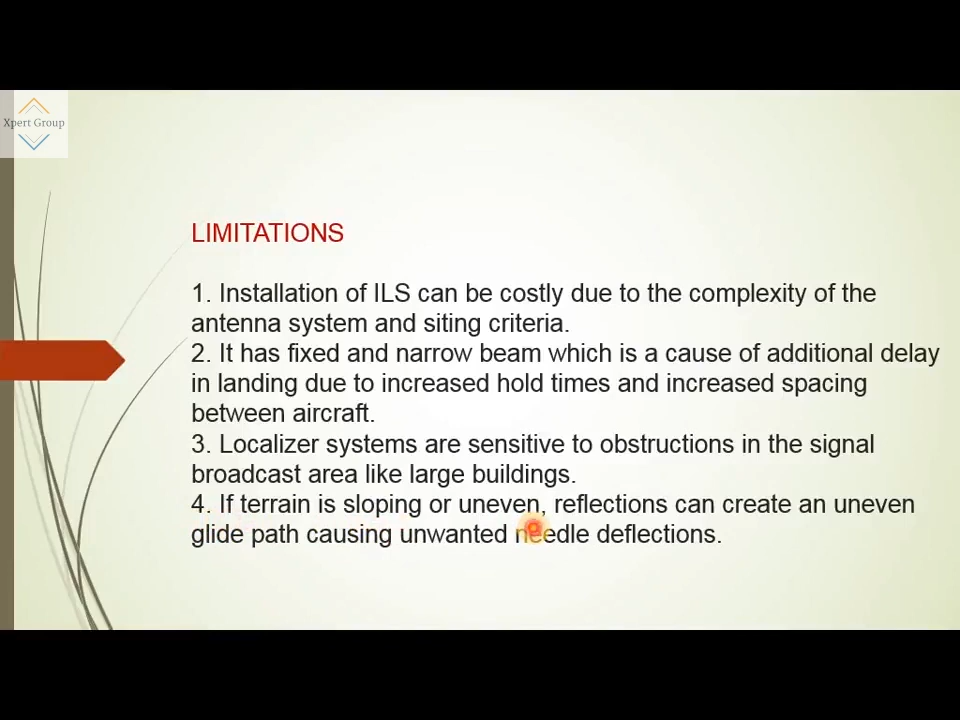 Xpert Group
LIMITATIONS
1. Installation of ILS can be costly due to the complexity of the
antenna system and siting criteria.
2. It has fixed and narrow beam which is a cause of additional delay
in landing due to increased hold times and increased spacing
between aircraft.
3. Localizer systems are sensitive to obstructions in the signal
broadcast area like large buildings.
4. If terrain is sloping or uneven, reflections can create an uneven
glide path causing unwanted needle deflections.